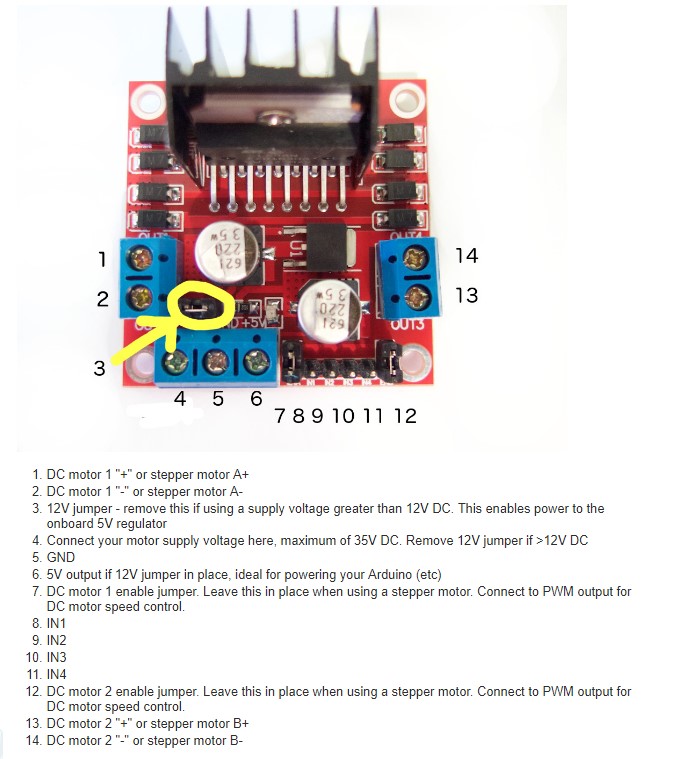 OUT4
1
14
2
13
ND +5V
OUT3
3
4 5 6
7 8 9 10 11 12
1. DC motor 1 "+" or stepper motor A+
2. DC motor 1 "-" or stepper motor A-
3. 12V jumper - remove this if using a supply voltage greater than 12V DC. This enables power to the
onboard 5V regulator
4. Connect your motor supply voltage here, maximum of 35V DC. Remove 12V jumper if >12V DC
5. GND
6. 5V output if 12V jumper in place, ideal for powering your Arduino (etc)
7. DC motor 1 enable jumper. Leave this in place when using a stepper motor. Connect to PWM output for
DC motor speed control.
8. IN1
9. IN2
10. IN3
11. IN4
12. DC motor 2 enable jumper. Leave this in place when using a stepper motor. Connect to PWM output for
DC motor speed control.
13. DC motor 2 "+" or stepper motor B+
14. DC motor 2 "-" or stepper motor B-